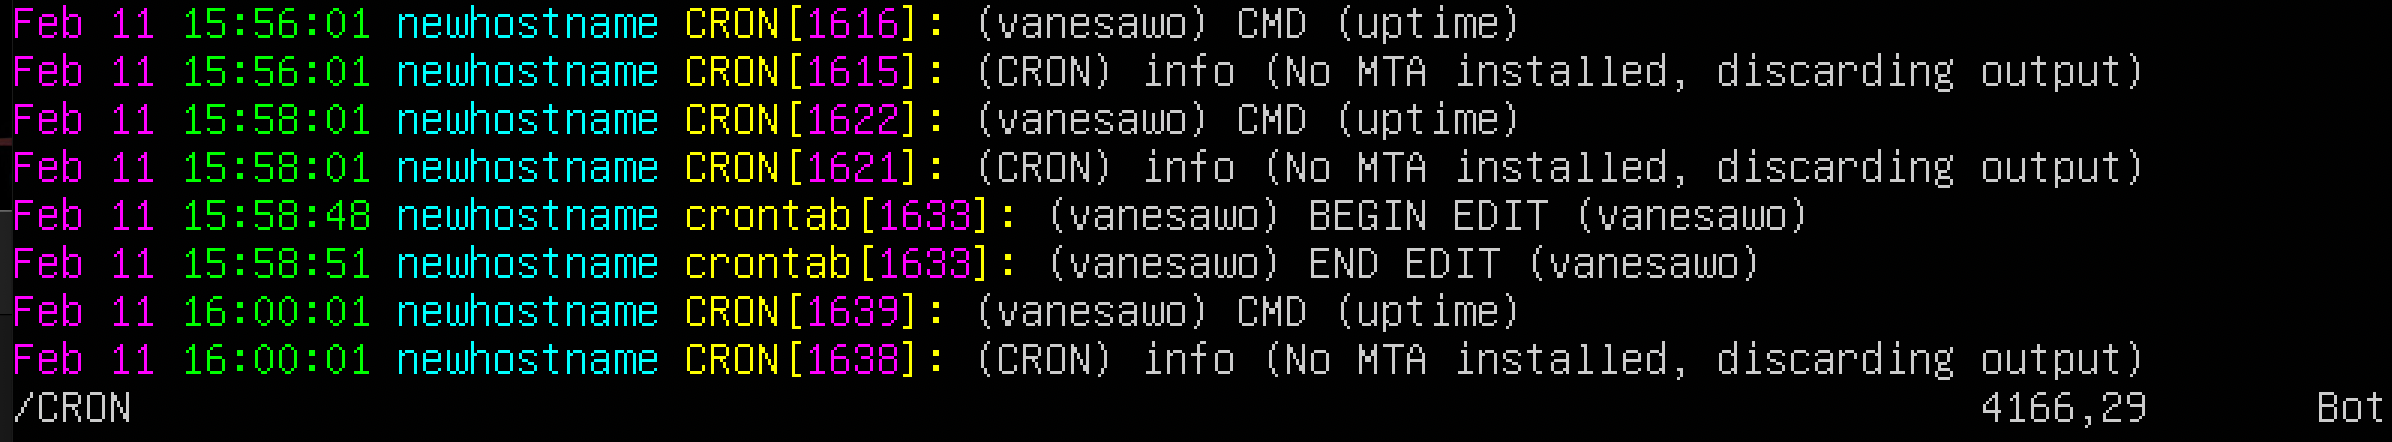 Feb 11 15:56:01 newhostname CRON[1616]: (vanesawo) CMD (uptime)
Feb 11 15:56:01 newhostname CRON[1615]: (CRON) info (No MTA installed, discarding output)
Feb 11 15:58:01 newhostname CRON[1622]: (vanesawo) CMD (uptime)
Feb 11 15:58:01 newhostname CRON[1621]: (CRON) info (No MTA installed, discarding output)
Feb 11 15:58:48 newhostname crontab[1633]: (vanesawo) BEGIN EDIT (vanesawo)
Feb 11 15:58:51 newhostname crontab[1633]: (vanesawo) END EDIT (vanesawo)
Feb 11 16:00:01 newhostname CRON[1639]: (vanesawo) CMD (uptime)
Feb 11 16:00:01 newhostname CRON[1638]: (CRON) info (No MTA installed, discarding output)
/CRON 4166,29 Bot